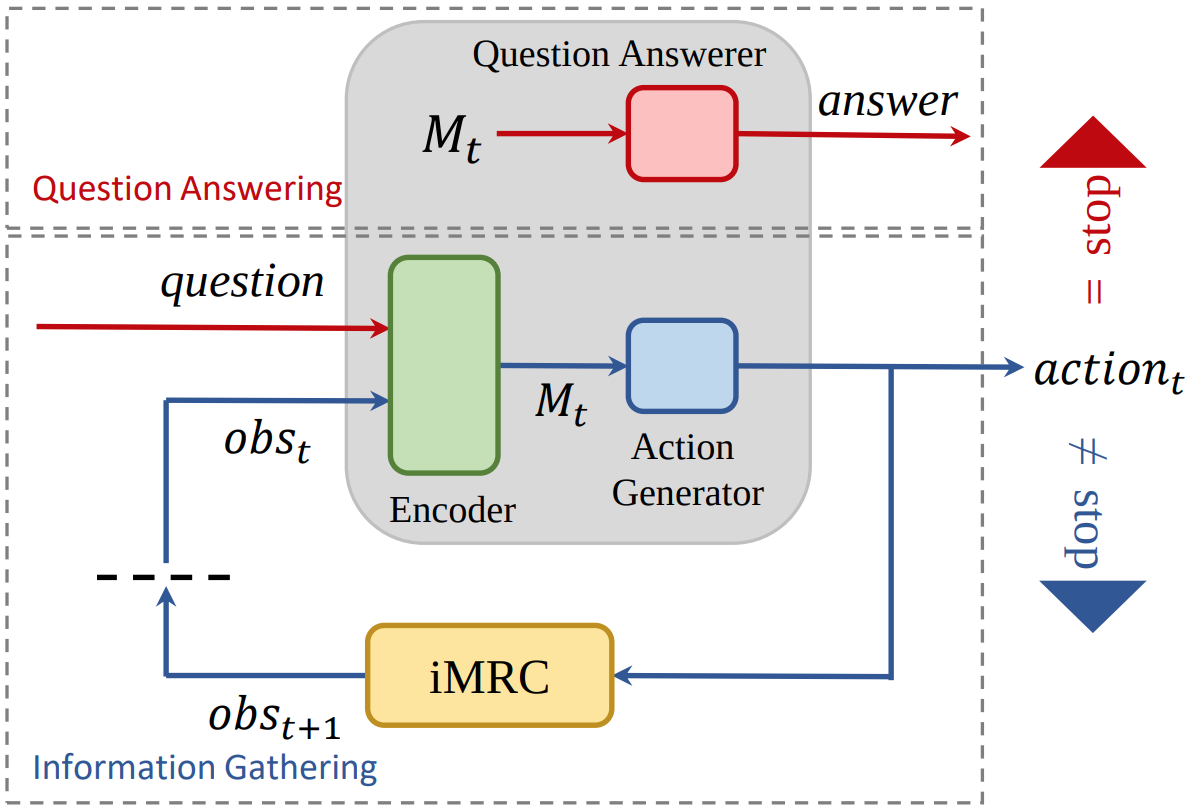 Question Answerer
answer
M_t
Question Answering
= stop
question
obs_t
M_t
action_t
Action
Generator
Encoder
≠ stop
iMRC
obs_{t+1}
Information Gathering